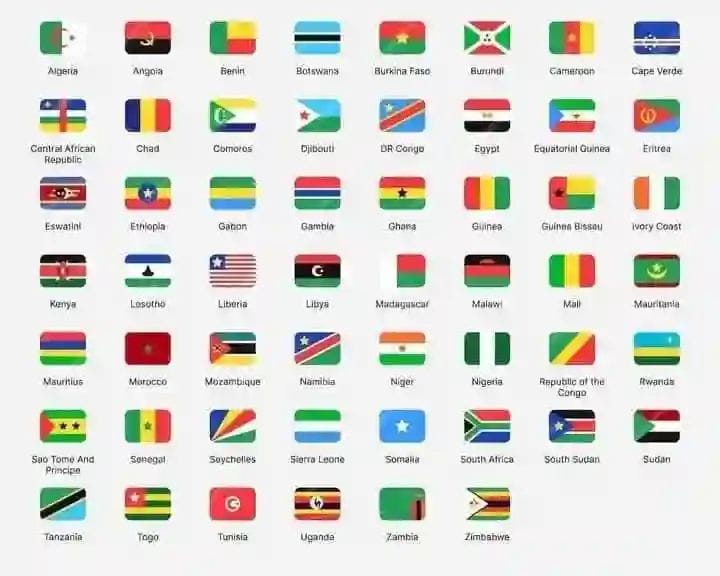 Algeria
Angola
Benin
Botswana
Burkina Faso
Burundi
Cameroon
Cape Verde
Central African
Republic
Chad
Comoros
Djibouti
DR Congo
Egypt
Equatorial Guinea
Eritrea
Eswatini
Ethiopia
Gabon
Gambia
Ghana
Guinea
Guinea Bissau
Ivory Coast
Kenya
Lesotho
Liberia
Libya
Madagascar
Malawi
Mali
Mauritania
Mauritius
Morocco
Mozambique
Namibia
Niger
Nigeria
Republic of the
Congo
Rwanda
Sao Tome And
Principe
Senegal
Seychelles
Sierra Leone
Somalia
South Africa
South Sudan
Sudan
Tanzania
Togo
Tunisia
Uganda
Zambia
Zimbabwe